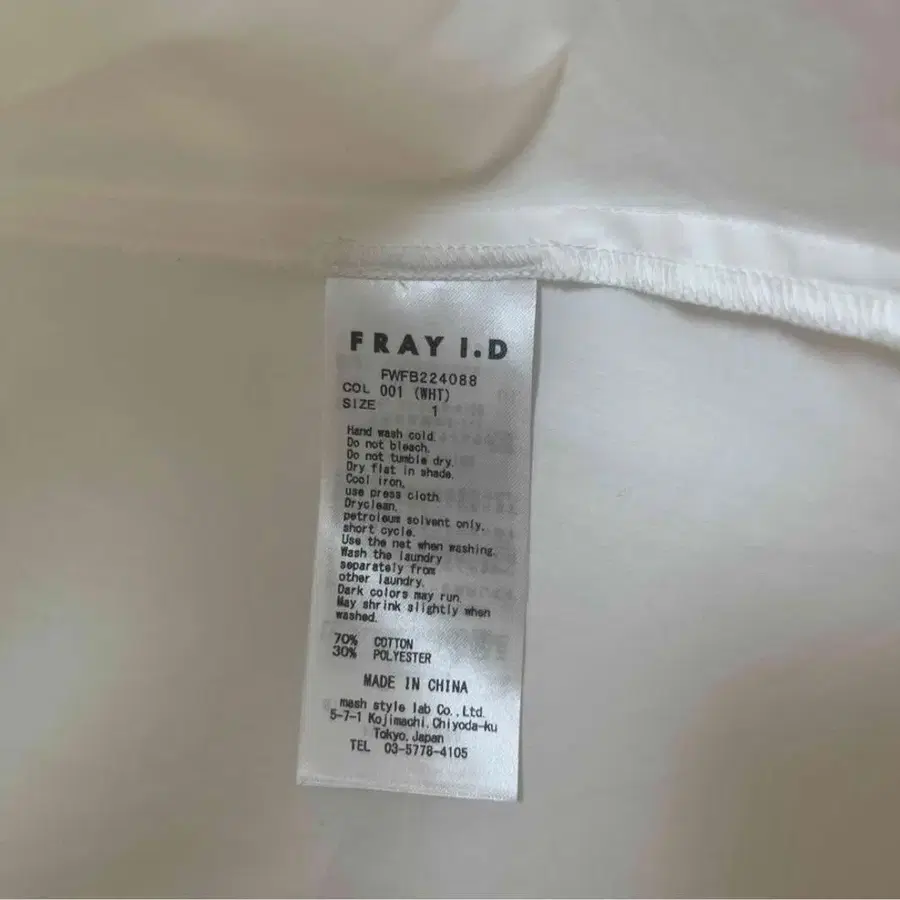 FRAY I.D
FWFB224088
COL 001 (WHT)
SIZE 1
Hand wash cold.
Do not bleach.
Do not tumble dry.
Dry flat in shade.
Cool iron,
use press cloth.
Dryclean,
petroleum solvent only,
short cycle.
Use the net when washing.
Wash the laundry
separately from
other laundry.
Dark colors may run.
May shrink slightly when
washed.
70% COTTON
30% POLYESTER
MADE IN CHINA
mash style lab Co.,Ltd.
5-7-1 Kojimachi,Chiyoda-ku
Tokyo,Japan
TEL 03-5778-4105